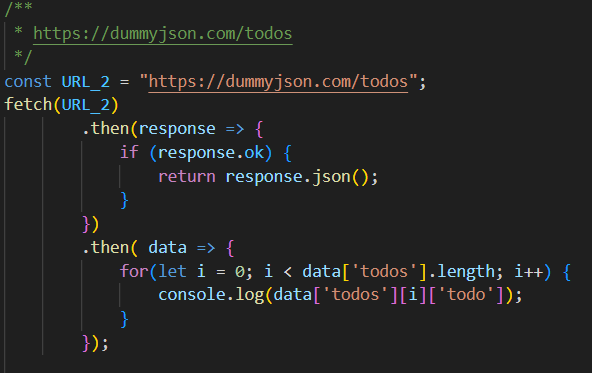 /**
 * https://dummyjson.com/todos
 */
const URL_2 = "https://dummyjson.com/todos";
fetch(URL_2)
        .then(response => {
            if (response.ok) {
                return response.json();
            }
        })
        .then( data => {
            for(let i = 0; i < data['todos'].length; i++) {
                console.log(data['todos'][i]['todo']);
            }
        });